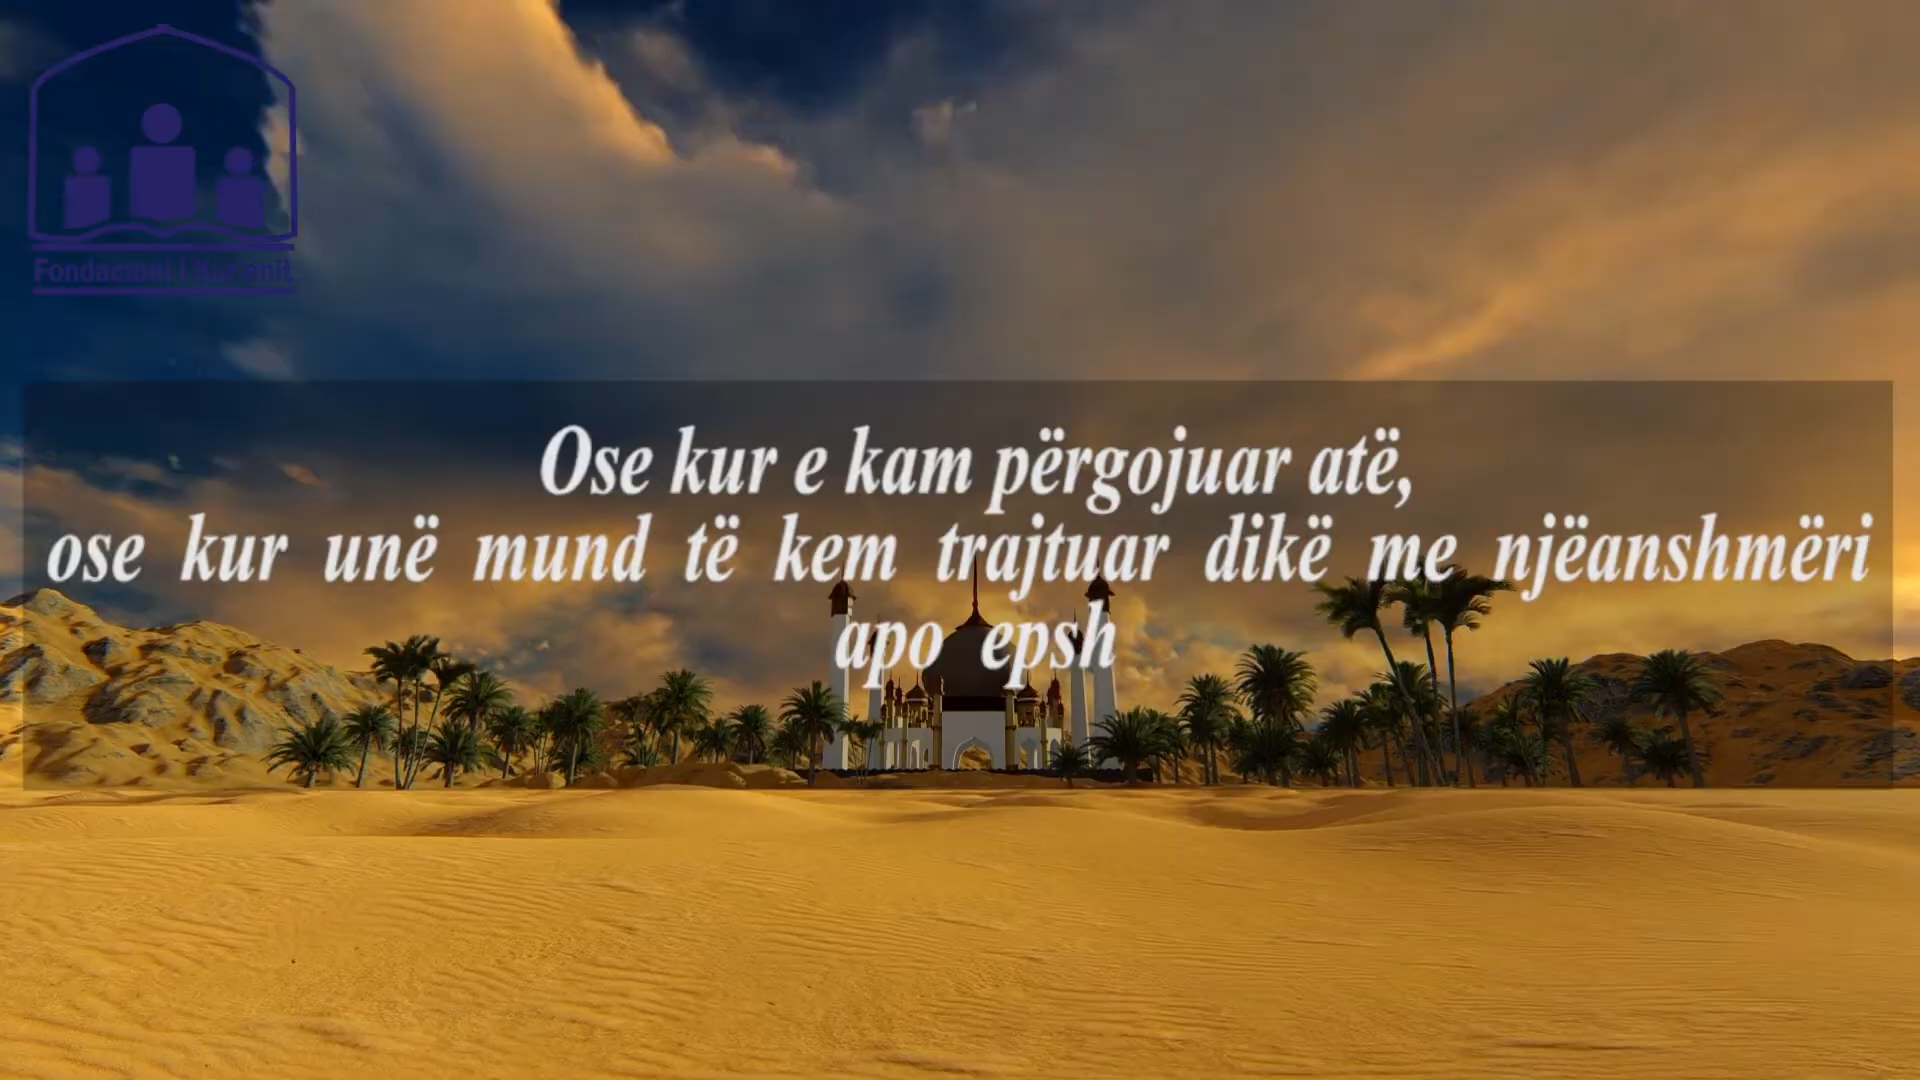 Fondacioni i Kur'anit
Ose kur e kam përgojuar atë,
ose kur unë mund të kem trajtuar dikë me njëanshmëri
apo epsh